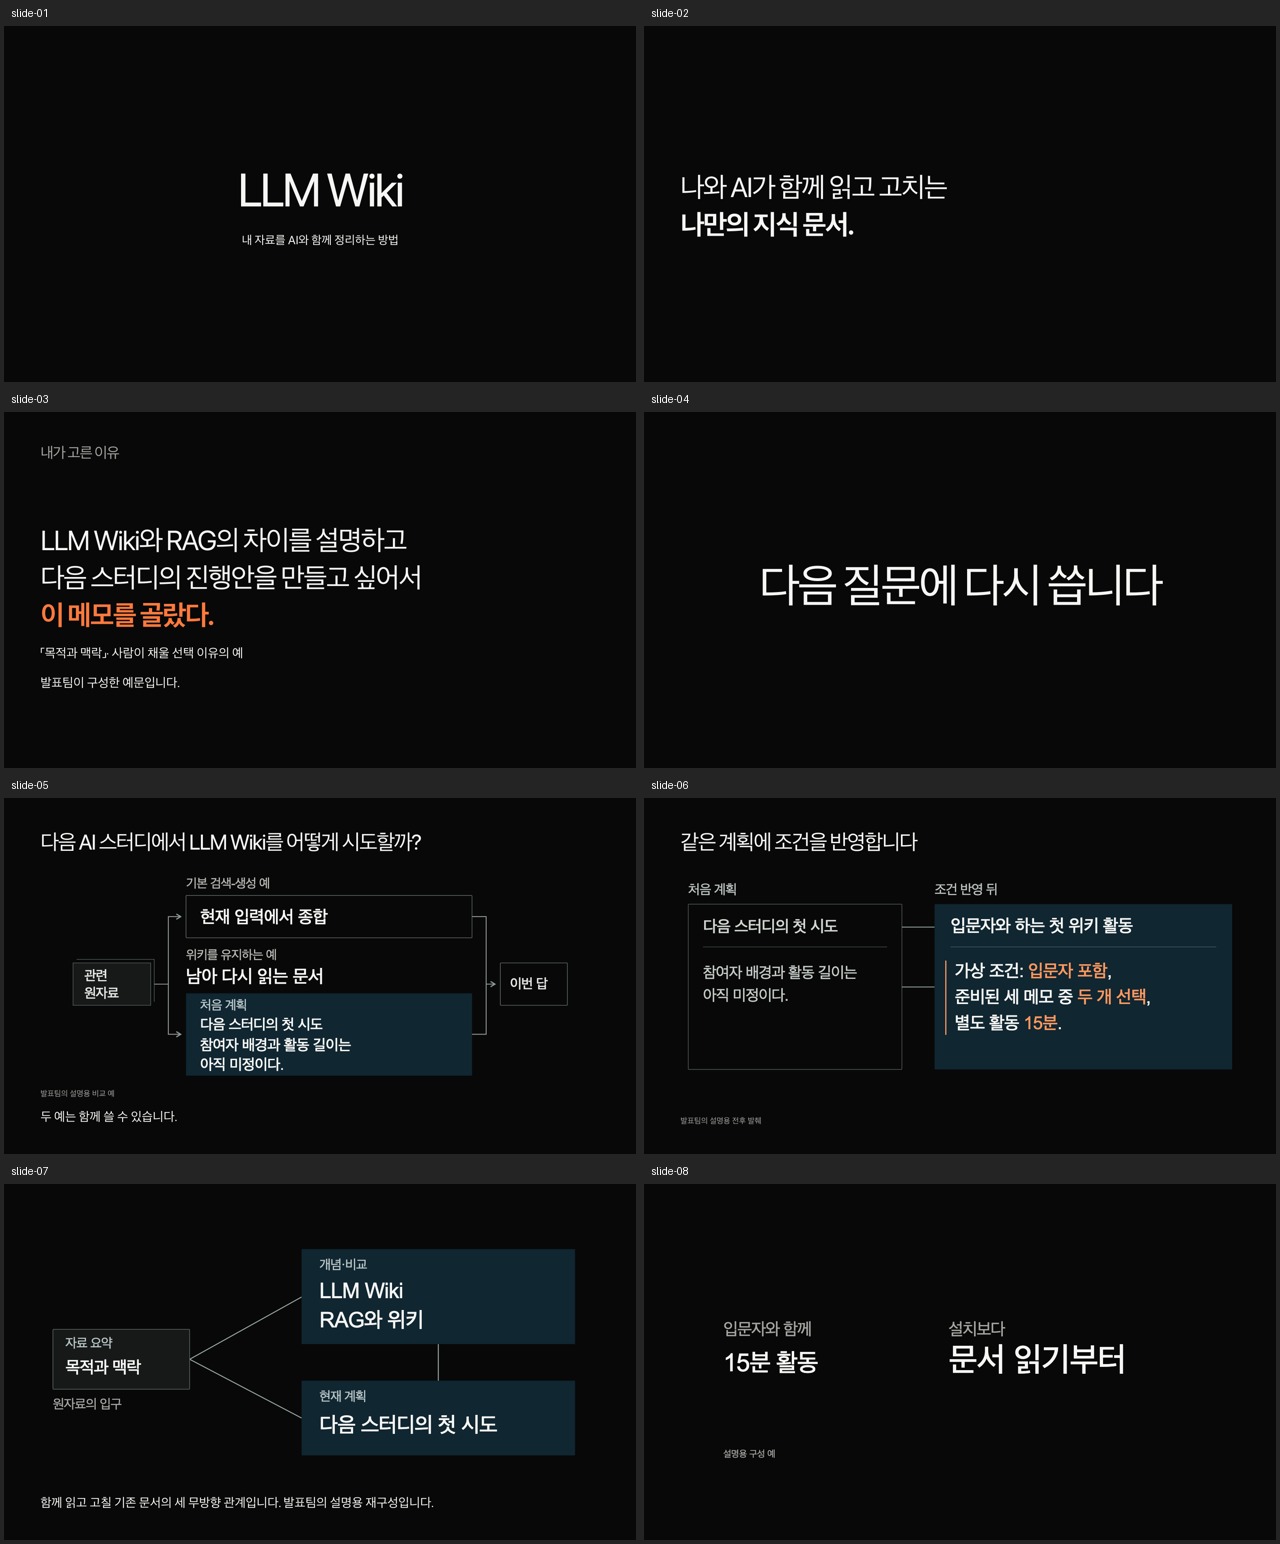 slide-01
LLM Wiki
내 자료를 AI와 함께 정리하는 방법
slide-02
나와 AI가 함께 읽고 고치는
나만의 지식 문서.
slide-03
내가 고른 이유
LLM Wiki와 RAG의 차이를 설명하고
다음 스터디의 진행안을 만들고 싶어서
이 메모를 골랐다.
「목적과 맥락」· 사람이 채울 선택 이유의 예
발표팀이 구성한 예문입니다.
slide-04
다음 질문에 다시 씁니다
slide-05
다음 AI 스터디에서 LLM Wiki를 어떻게 시도할까?
기본 검색-생성 예
현재 입력에서 종합
위키를 유지하는 예
남아 다시 읽는 문서
관련
원자료
처음 계획
다음 스터디의 첫 시도
참여자 배경과 활동 길이는
아직 미정이다.
이번 답
발표팀의 설명용 비교 예
두 예는 함께 쓸 수 있습니다.
slide-06
같은 계획에 조건을 반영합니다
처음 계획
다음 스터디의 첫 시도
참여자 배경과 활동 길이는
아직 미정이다.
조건 반영 뒤
입문자와 하는 첫 위키 활동
가상 조건: 입문자 포함,
준비된 세 메모 중 두 개 선택,
별도 활동 15분.
발표팀의 설명용 전후 발췌
slide-07
자료 요약
목적과 맥락
원자료의 입구
개념·비교
LLM Wiki
RAG와 위키
현재 계획
다음 스터디의 첫 시도
함께 읽고 고칠 기존 문서의 세 무방향 관계입니다. 발표팀의 설명용 재구성입니다.
slide-08
입문자와 함께
15분 활동
설치보다
문서 읽기부터
설명용 구성 예